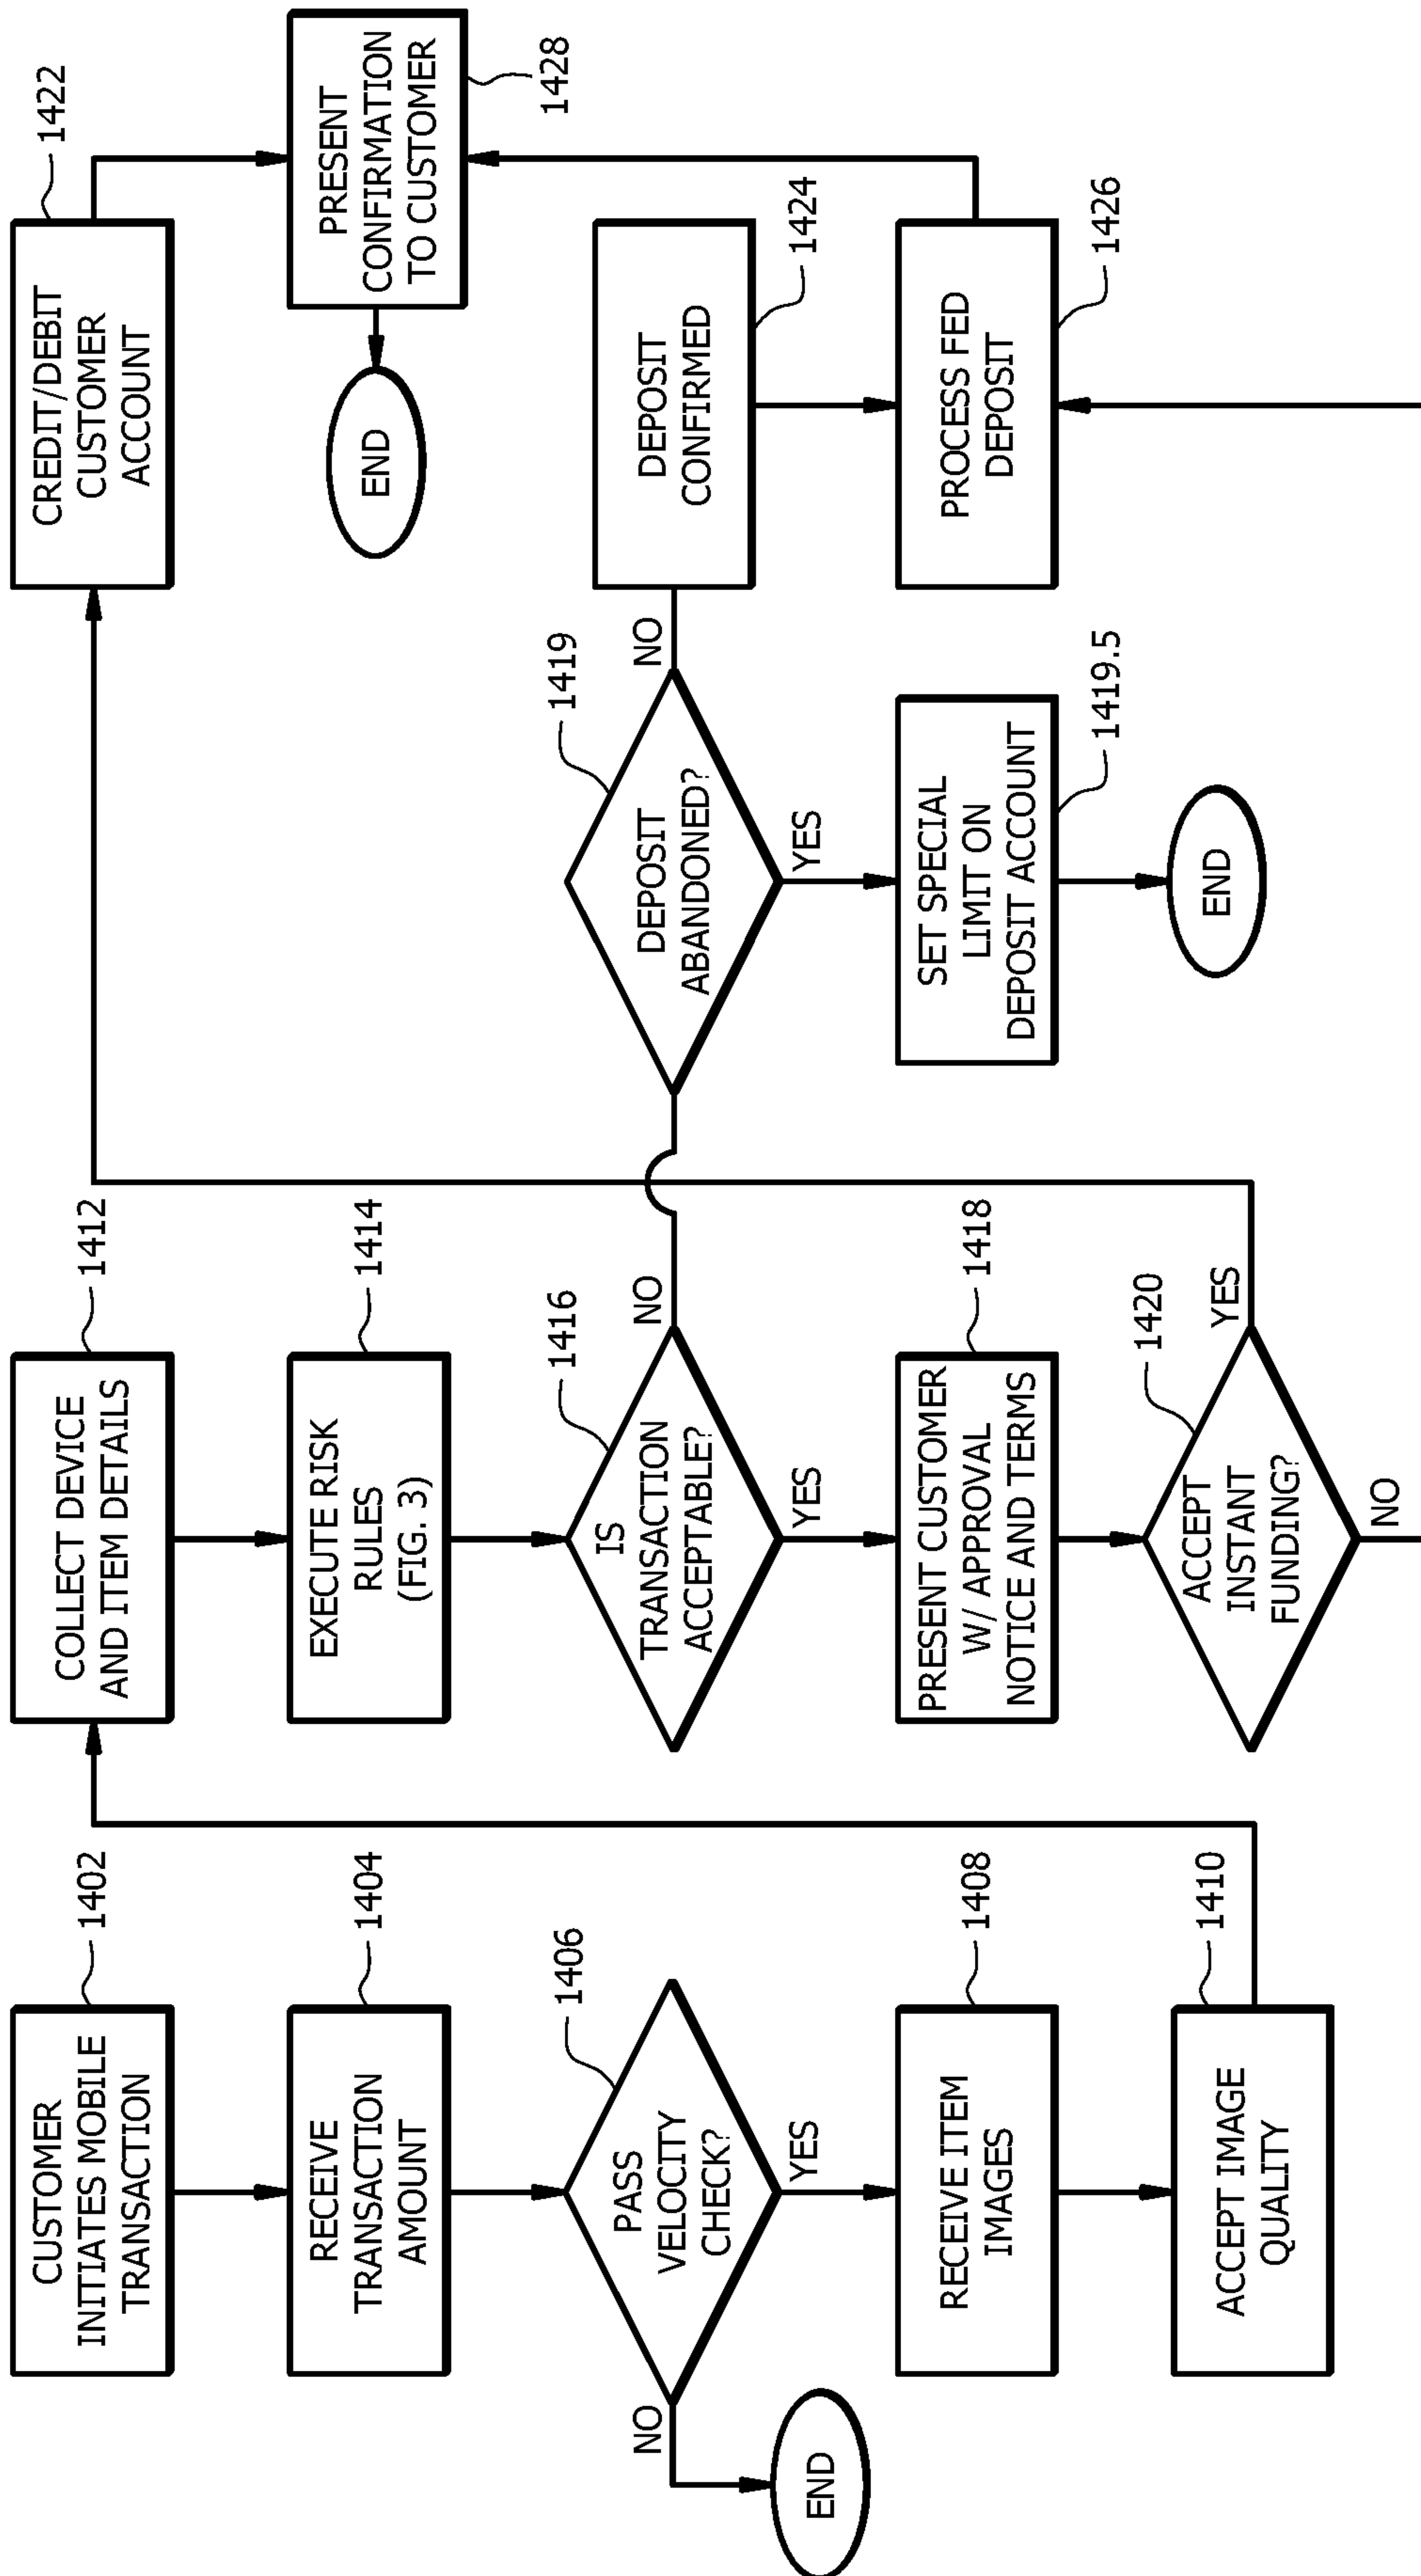 CUSTOMER
INITIATES MOBILE
TRANSACTION
1402
RECEIVE
TRANSACTION
AMOUNT
1404
PASS
VELOCITY
CHECK?
1406
NO
END
YES
RECEIVE ITEM
IMAGES
1408
ACCEPT IMAGE
QUALITY
1410
COLLECT DEVICE
AND ITEM DETAILS
1412
EXECUTE RISK
RULES
(FIG. 3)
1414
IS
TRANSACTION
ACCEPTABLE?
1416
NO
YES
PRESENT CUSTOMER
W/ APPROVAL
NOTICE AND TERMS
1418
ACCEPT
INSTANT
FUNDING?
1420
YES
NO
DEPOSIT
ABANDONED?
1419
NO
YES
SET SPECIAL
LIMIT ON
DEPOSIT ACCOUNT
1419.5
END
CREDIT/DEBIT
CUSTOMER
ACCOUNT
1422
PRESENT
CONFIRMATION
TO CUSTOMER
1428
END
DEPOSIT
CONFIRMED
1424
PROCESS FED
DEPOSIT
1426